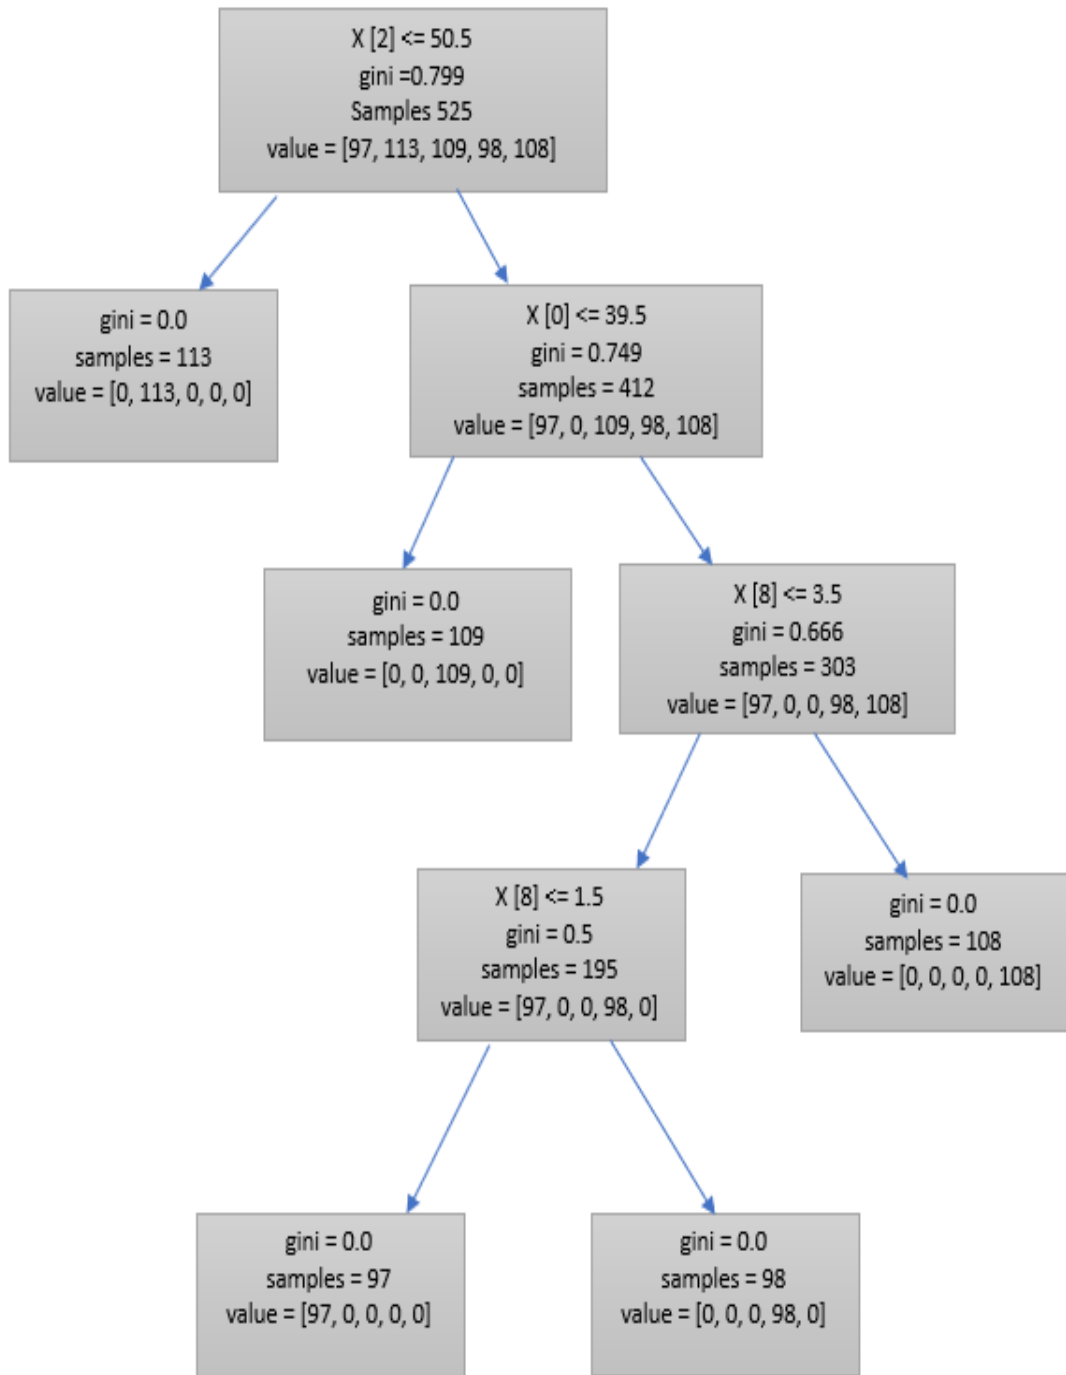 X [2] <= 50.5
gini =0.799
Samples 525
value = [97, 113, 109, 98, 108]
gini = 0.0
samples = 113
value = [0, 113, 0, 0, 0]
X [0] <= 39.5
gini = 0.749
samples = 412
value = [97, 0, 109, 98, 108]
gini = 0.0
samples = 109
value = [0, 0, 109, 0, 0]
X [8] <= 3.5
gini = 0.666
samples = 303
value = [97, 0, 0, 98, 108]
X [8] <= 1.5
gini = 0.5
samples = 195
value = [97, 0, 0, 98, 0]
gini = 0.0
samples = 108
value = [0, 0, 0, 0, 108]
gini = 0.0
samples = 97
value = [97, 0, 0, 0, 0]
gini = 0.0
samples = 98
value = [0, 0, 0, 98, 0]